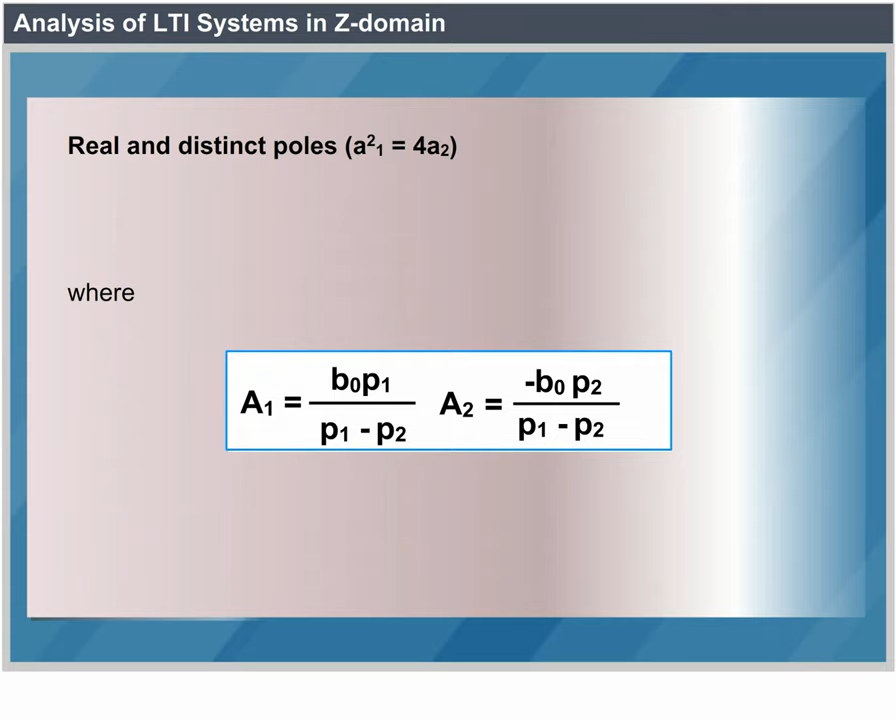 Analysis of LTI Systems in Z-domain
Real and distinct poles (a²₁ = 4a₂)
where
A₁ = b₀p₁ / p₁ - p₂ A₂ = -b₀ p₂ / p₁ - p₂